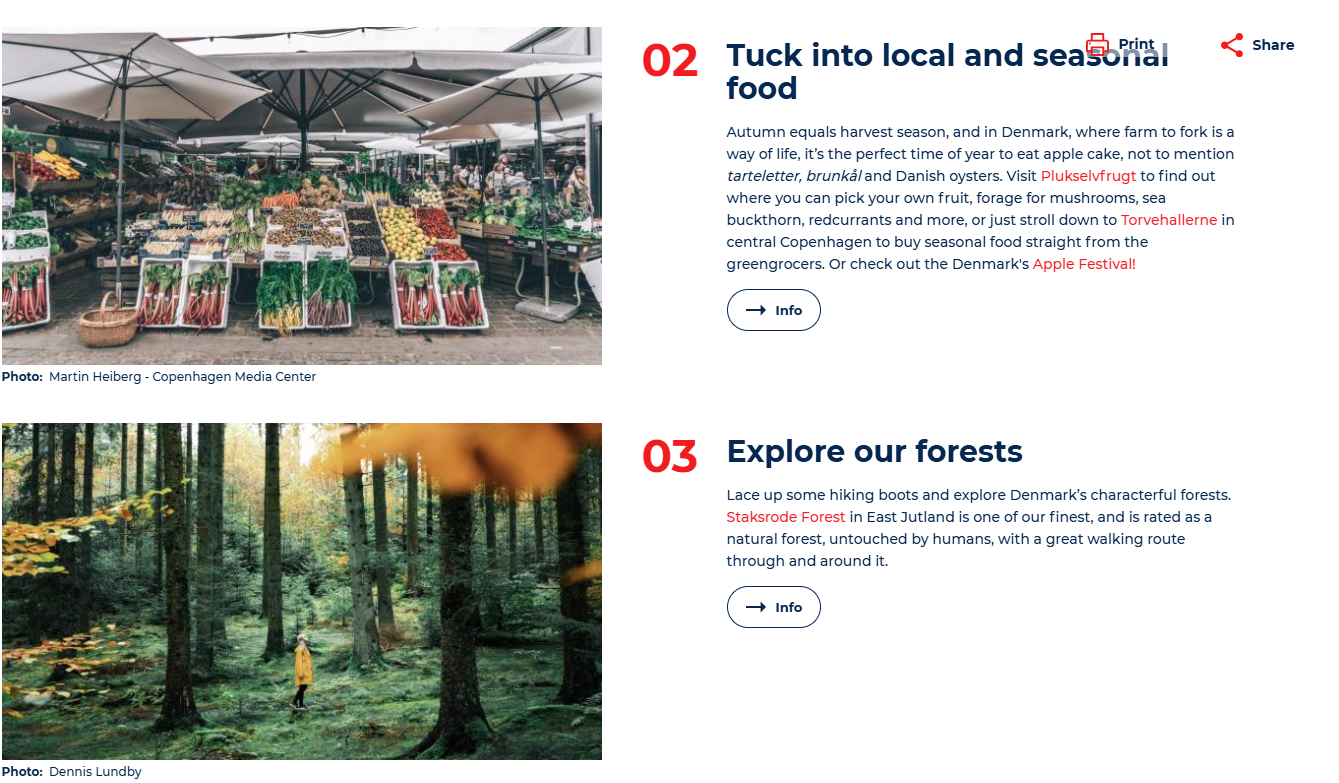 Print
Share
02
Tuck into local and seasonal
food
Autumn equals harvest season, and in Denmark, where farm to fork is a
way of life, it’s the perfect time of year to eat apple cake, not to mention
tarteletter, brunkål and Danish oysters. Visit Plukselvfrugt to find out
where you can pick your own fruit, forage for mushrooms, sea
buckthorn, redcurrants and more, or just stroll down to Torvehallerne in
central Copenhagen to buy seasonal food straight from the
greengrocers. Or check out the Denmark's Apple Festival!
Info
Photo: Martin Heiberg - Copenhagen Media Center
03
Explore our forests
Lace up some hiking boots and explore Denmark’s characterful forests.
Staksrode Forest in East Jutland is one of our finest, and is rated as a
natural forest, untouched by humans, with a great walking route
through and around it.
Info
Photo: Dennis Lundby